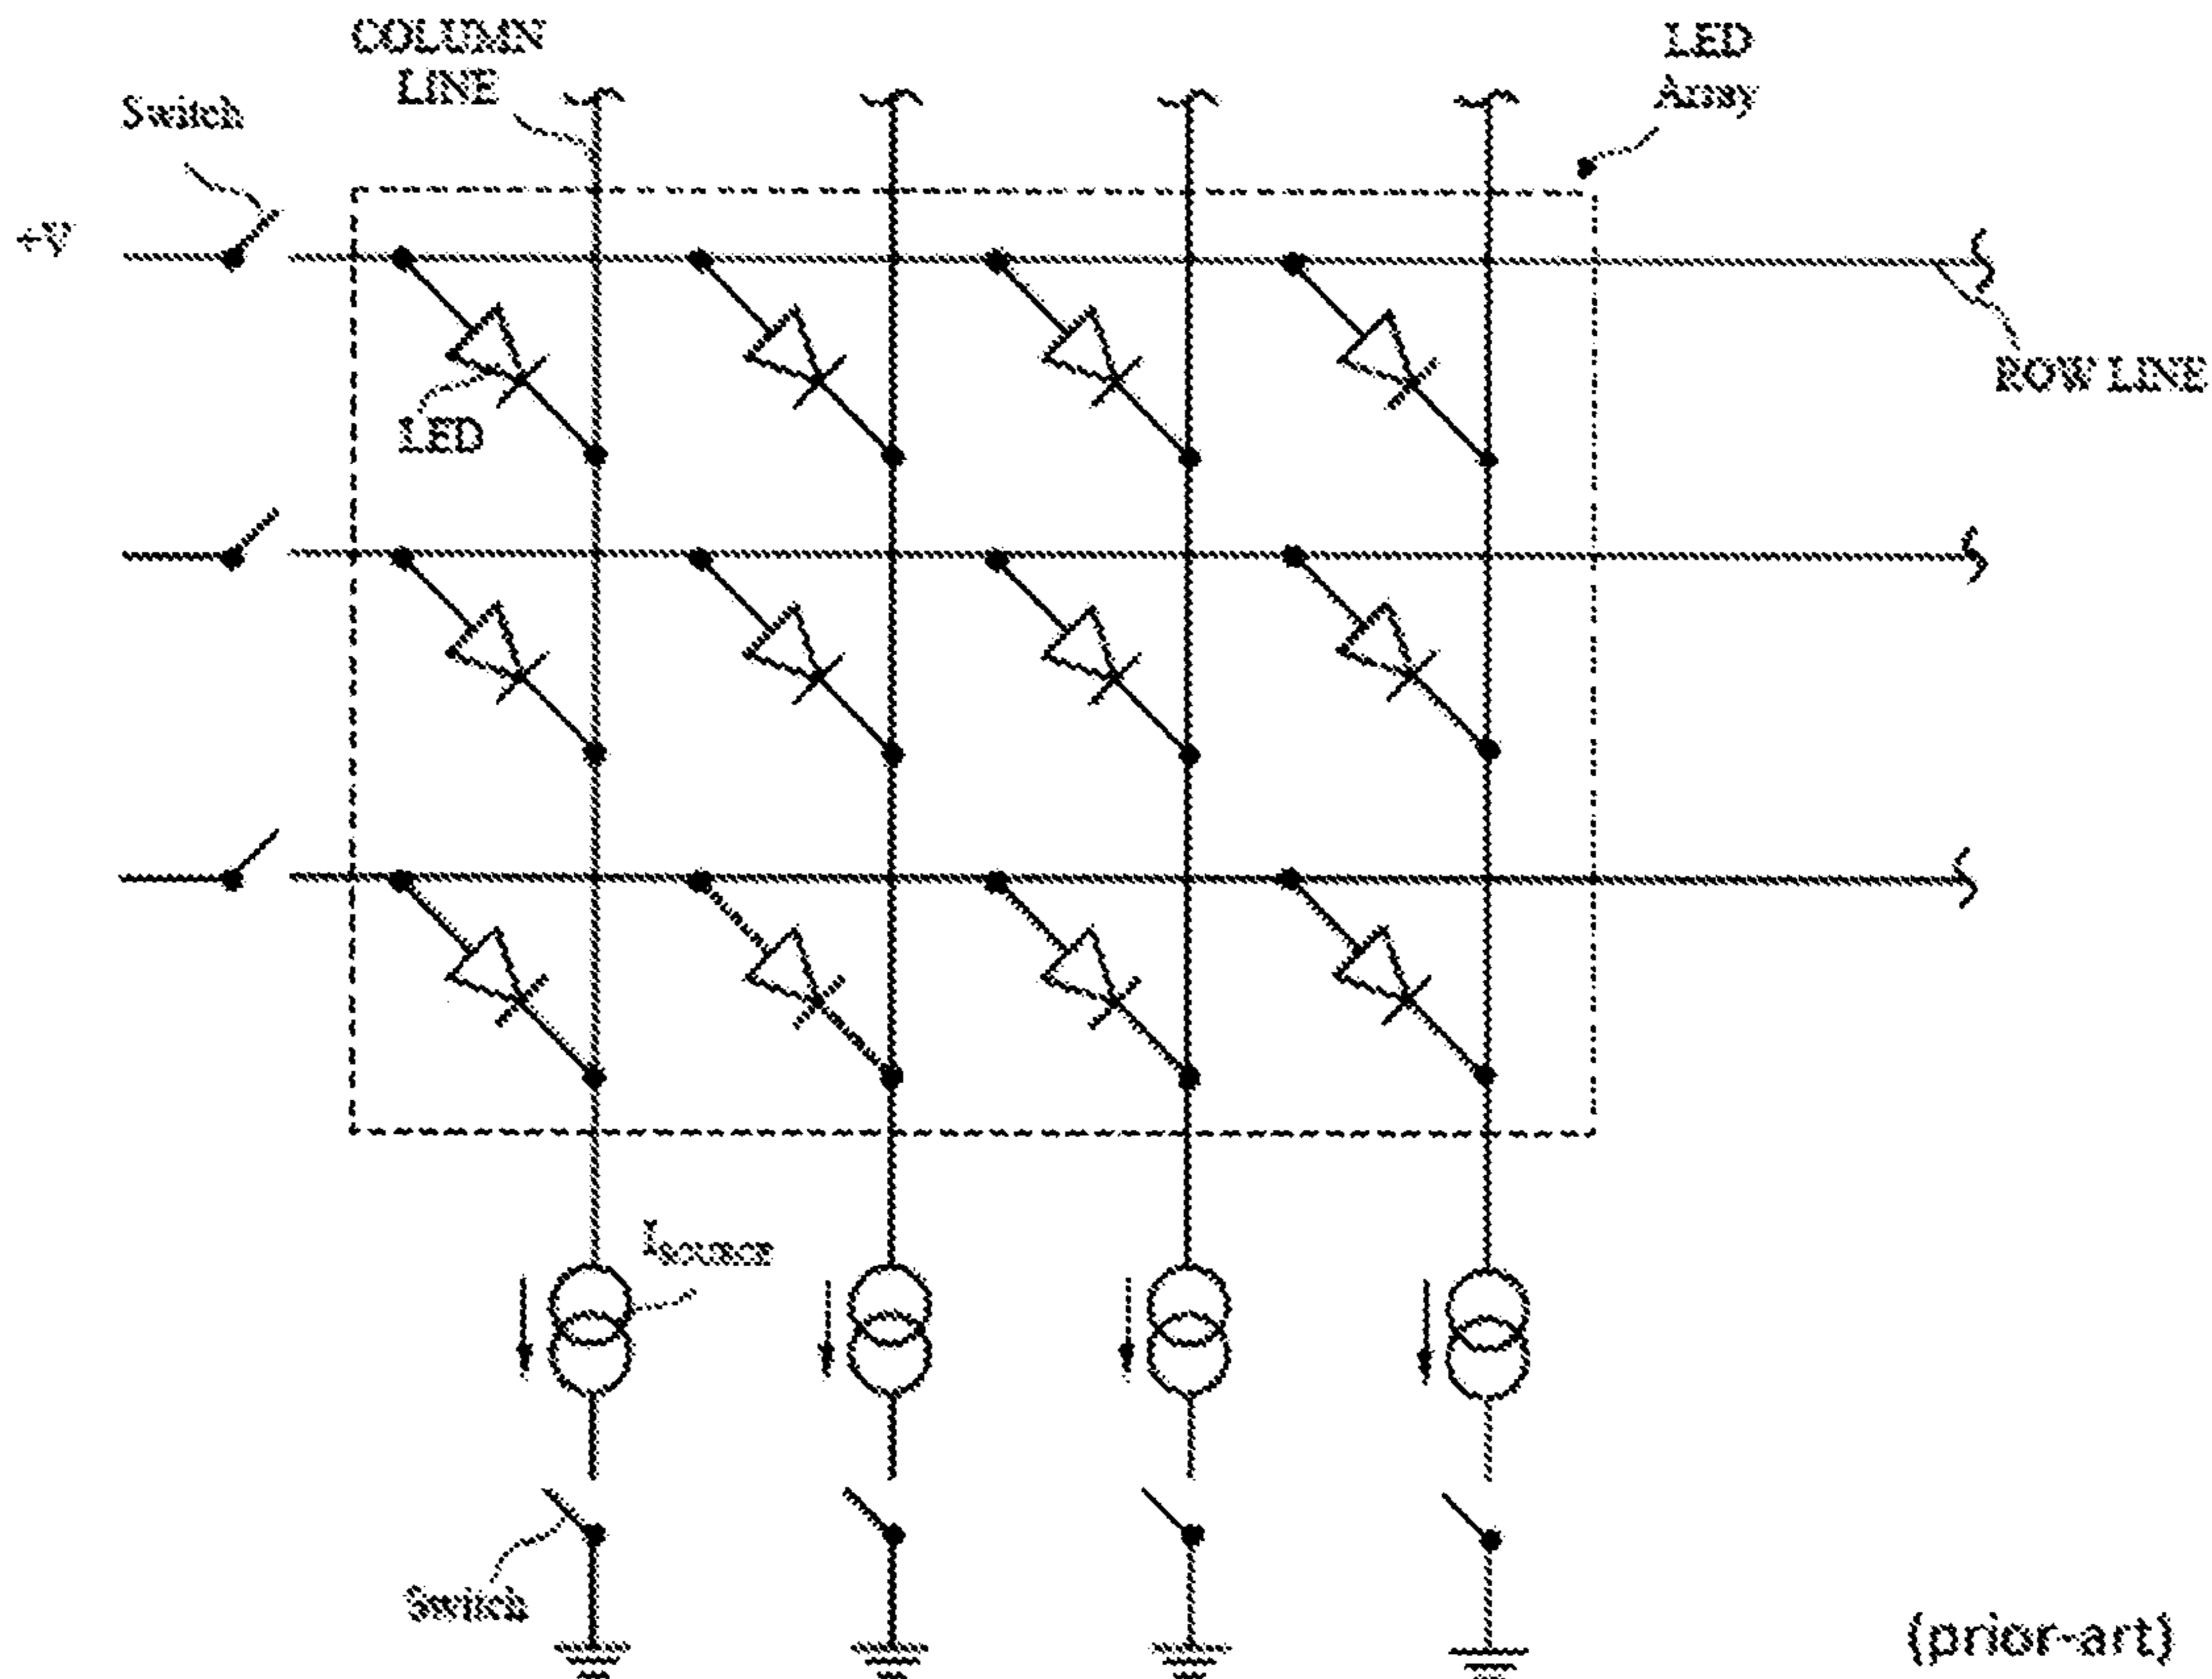 COLUMN
LINE
LED
Array
Switch
+V
ROW LINE
LED
ISOURCE
Switch
(prior-art)